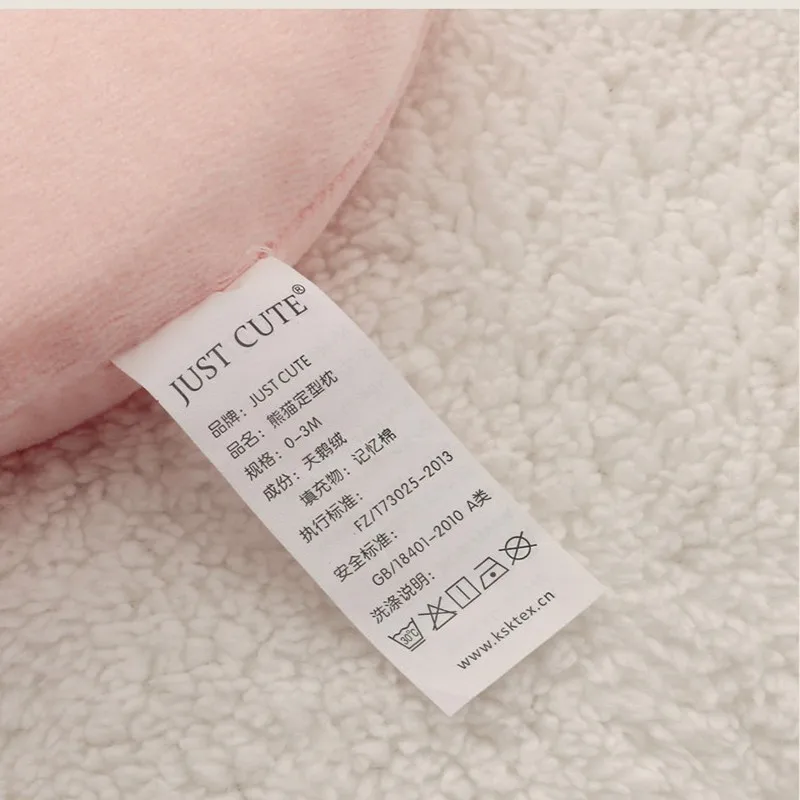 JUST CUTE®
品牌：JUST CUTE
品名：熊猫定型枕
规格：0-3M
成份：天鹅绒
填充物：记忆棉
执行标准：
FZ/T73025-2013
安全标准：
GB/18401-2010 A类
洗涤说明：
30℃
www.ksktex.cn